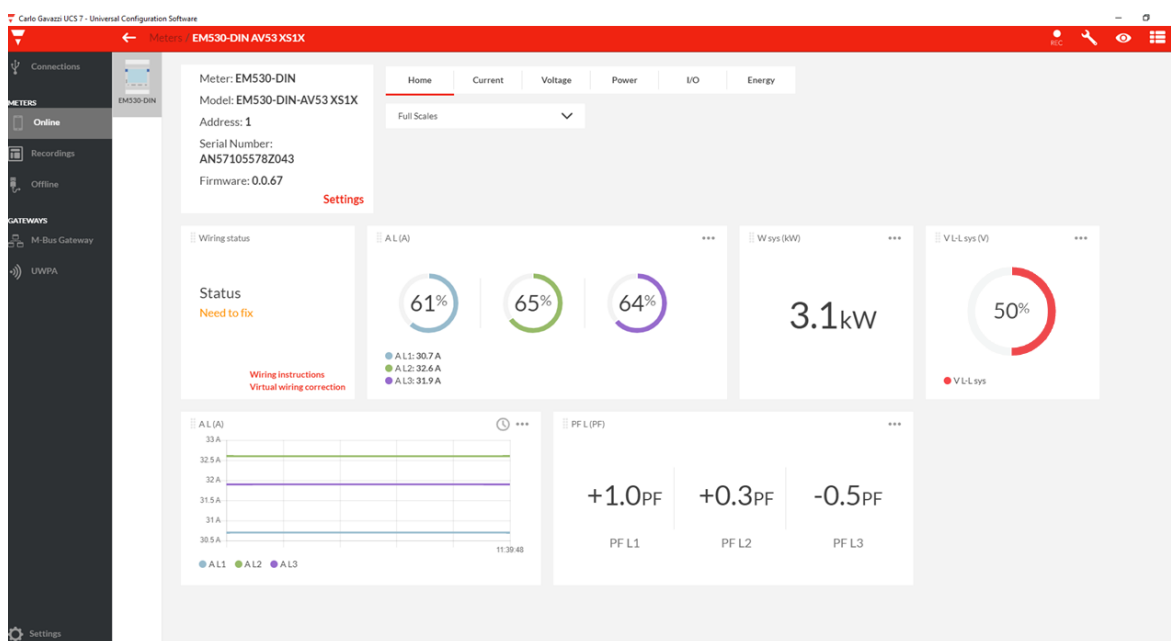 Carlo Gavazzi UCS 7 - Universal Configuration Software
Meters / EM530-DIN AV53 XS1X
REC
Connections
METERS
Online
Recordings
Offline
GATEWAYS
M-Bus Gateway
UWPA
Settings
EM530-DIN
Meter: EM530-DIN
Model: EM530-DIN-AV53 XS1X
Address: 1
Serial Number:
AN57105578Z043
Firmware: 0.0.67
Settings
Home Current Voltage Power I/O Energy
Full Scales
Wiring status
Status
Need to fix
Wiring instructions
Virtual wiring correction
A L (A)
61% 65% 64%
A L1: 30.7 A
A L2: 32.6 A
A L3: 31.9 A
W sys (kW)
3.1kW
V L-L sys (V)
50%
V L-L sys
A L (A)
33 A
32.5 A
32 A
31.5 A
31 A
30.5 A
11:39:48
A L1 A L2 A L3
PF L (PF)
+1.0PF +0.3PF -0.5PF
PF L1 PF L2 PF L3